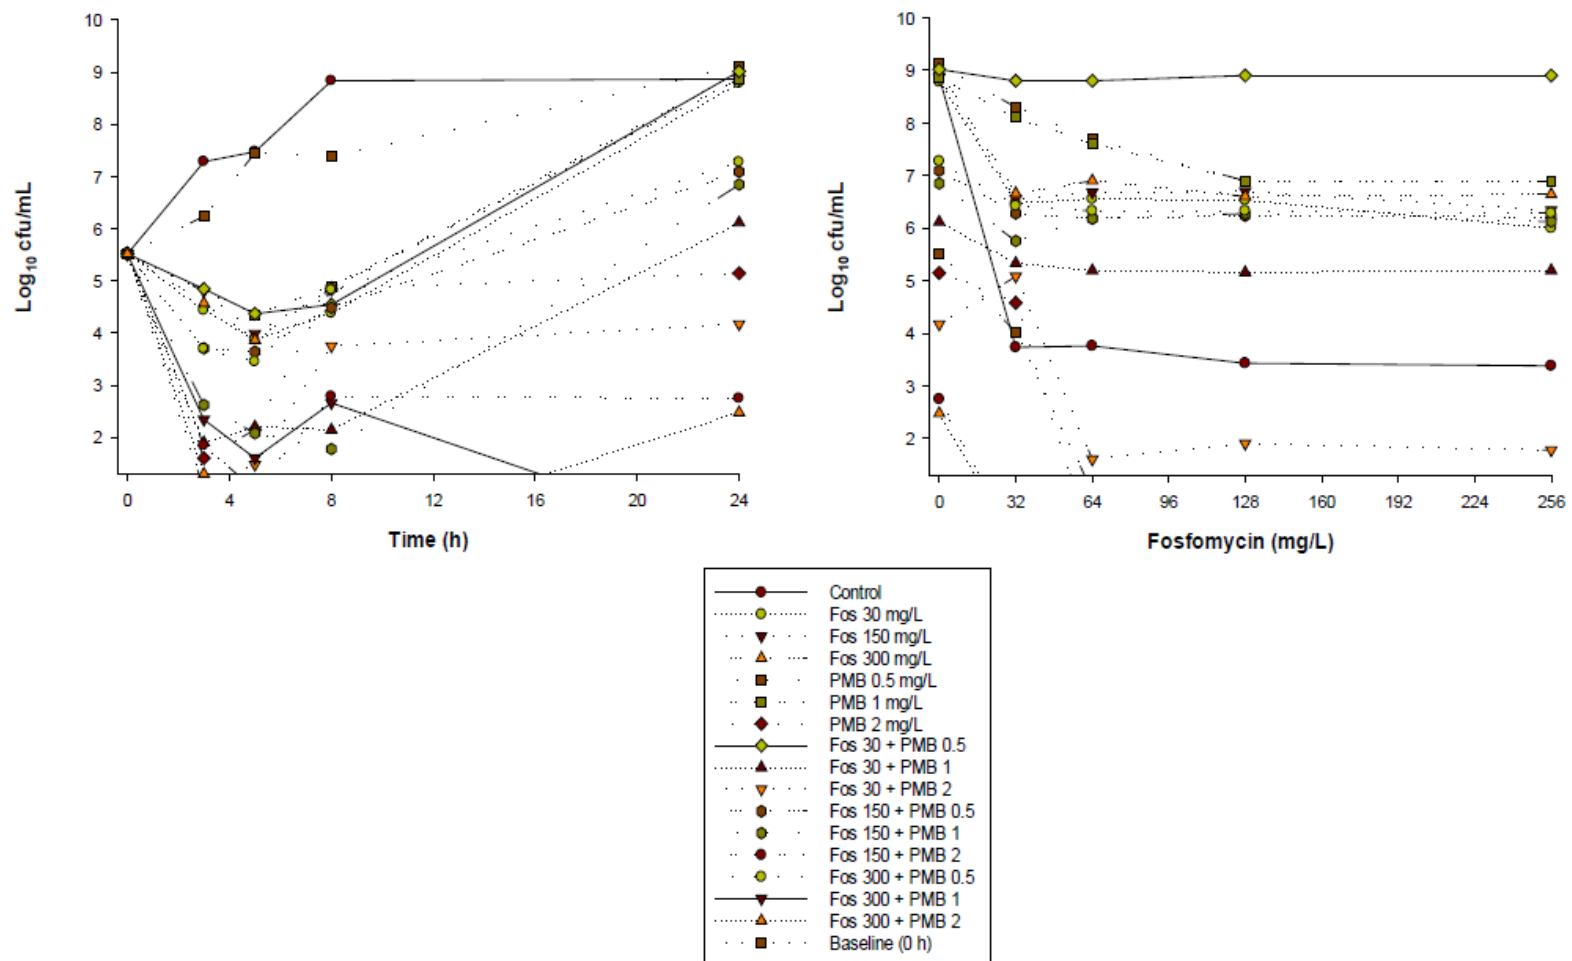 10
9
8
7
6
5
4
3
2
Log10 cfu/mL
0 4 8 12 16 20 24
Time (h)
10
9
8
7
6
5
4
3
2
Log10 cfu/mL
0 32 64 96 128 160 192 224 256
Fosfomycin (mg/L)
Control
Fos 30 mg/L
Fos 150 mg/L
Fos 300 mg/L
PMB 0.5 mg/L
PMB 1 mg/L
PMB 2 mg/L
Fos 30 + PMB 0.5
Fos 30 + PMB 1
Fos 30 + PMB 2
Fos 150 + PMB 0.5
Fos 150 + PMB 1
Fos 150 + PMB 2
Fos 300 + PMB 0.5
Fos 300 + PMB 1
Fos 300 + PMB 2
Baseline (0 h)